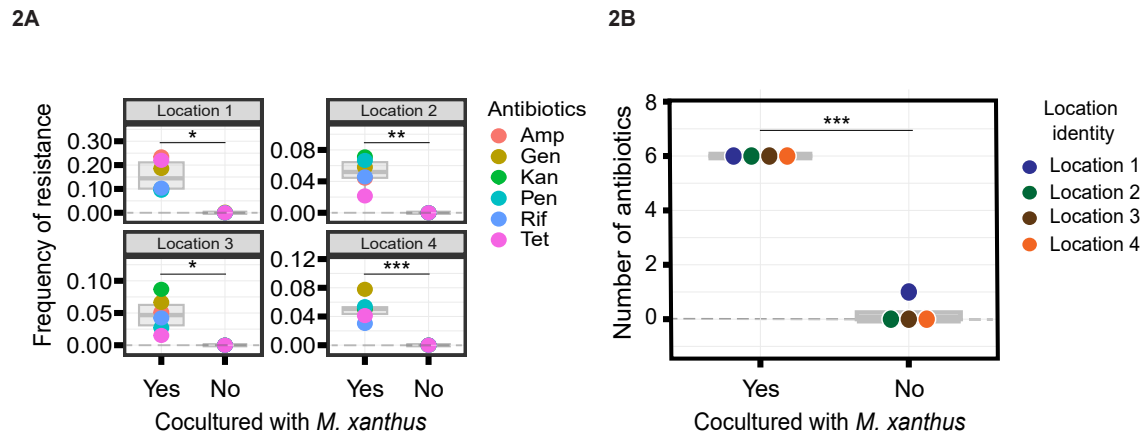 2A
2B
Frequency of resistance
Location 1
Location 2
0.30
0.20
0.10
0.00
*
0.08
0.04
0.00
**
Location 3
Location 4
0.10
0.05
0.00
*
0.12
0.08
0.04
0.00
***
Yes No
Yes No
Cocultured with M. xanthus
Antibiotics
Amp
Gen
Kan
Pen
Rif
Tet
Number of antibiotics
8
6
4
2
0
***
Yes No
Cocultured with M. xanthus
Location
identity
Location 1
Location 2
Location 3
Location 4